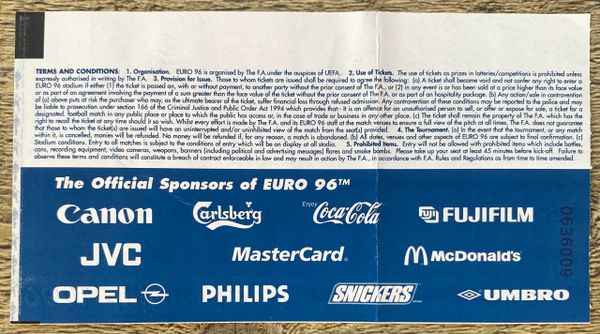 TERMS AND CONDITIONS: 1. Organisation. EURO 96 is organised by The F.A. under the auspices of UEFA. 2. Use of Tickets. The use of tickets as prizes in lotteries/competitions is prohibited unless
expressly authorised in writing by The F.A. 3. Provision for Issue. Those to whom tickets are issued shall be required to agree the following: (a) A ticket shall become void and not confer any right to enter a
EURO 96 stadium if either (1) the ticket is passed on, with or without payment, to another party without the prior consent of The F.A., or (2) in any event it or has been sold at a price higher than its face value
or as part of an agreement involving the payment of a sum greater than the face value of the ticket without the prior consent of The F.A. or as part of an hospitality package. (b) Any action/sale in contravention
of (a) above puts at risk the purchaser who may, as the ultimate bearer of the ticket, suffer financial loss through refused admission. Any contravention of these conditions may be reported to the police and may
be liable to prosecution under section 166 of the Criminal Justice and Public Order Act 1994 which provides that:- It is an offence for an unauthorised person to sell, or offer or expose for sale, a ticket for a
designated football match in any public place or place to which the public has access or, in the case of trade or business in any other place. (c) The ticket shall remain the property of The F.A. which has the
right to recall the ticket at any time should it so wish. Whilst every effort is made by The F.A. and its EURO 96 staff at the match venues to ensure a full view of the pitch at all times, The F.A. does not guarantee
that those to whom the ticket(s) are issued will have an uninterrupted and/or uninhibited view of the match from the seat(s) provided. 4. The Tournament. (a) In the event that the tournament, or any match
within it, is cancelled, monies will be refunded. No money will be refunded if, for any reason, a match is abandoned. (b) All dates, venues and other aspects of EURO 96 are subject to final confirmation. (c)
Stadium conditions. Entry to all matches is subject to the conditions of entry which will be on display at all stadia. 5. Prohibited Items. Entry will not be allowed with prohibited items which include bottles,
cans, recording equipment, video cameras, weapons, banners (including political and advertising messages) flares and smoke bombs. Please take up your seat at least 45 minutes before kick-off. Failure to
observe these terms and conditions will constitute a breach of contract enforceable in law and may result in action by The F.A., in accordance with F.A. Rules and Regulations as from time to time amended.
The Official Sponsors of EURO 96™
Canon Carlsberg Enjoy Coca-Cola FUJIFILM
JVC MasterCard McDonald's
OPEL PHILIPS SNICKERS UMBRO
0636009